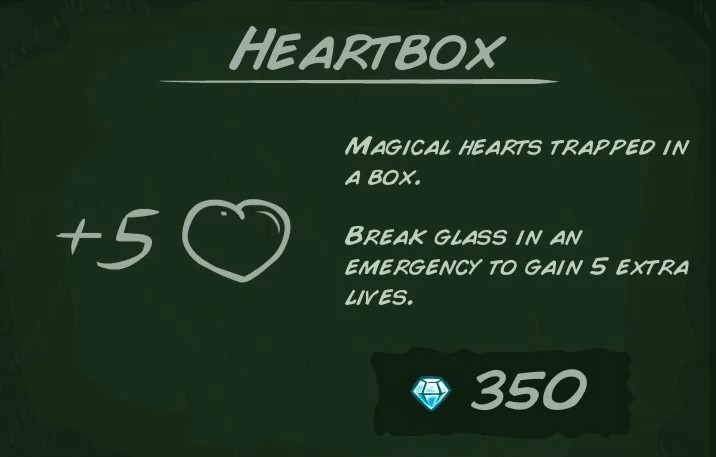 HEARTBOX
MAGICAL HEARTS TRAPPED IN
A BOX.
+5
BREAK GLASS IN AN
EMERGENCY TO GAIN 5 EXTRA
LIVES.
350